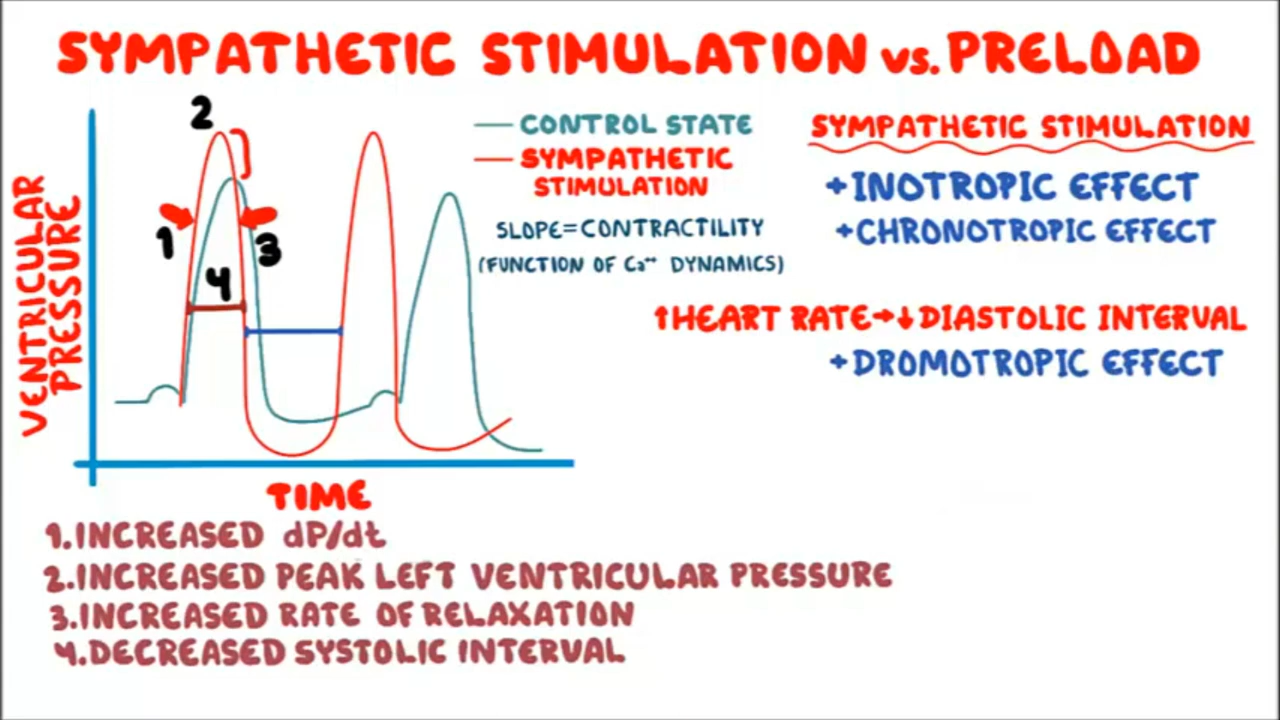 SYMPATHETIC STIMULATION vs. PRELOAD
VENTRICULAR
PRESSURE
2
1
3
4
TIME
CONTROL STATE
SYMPATHETIC
STIMULATION
SLOPE=CONTRACTILITY
(FUNCTION OF Ca⁺⁺ DYNAMICS)
SYMPATHETIC STIMULATION
+INOTROPIC EFFECT
+CHRONOTROPIC EFFECT
↑HEART RATE→↓DIASTOLIC INTERVAL
+DROMOTROPIC EFFECT
1.INCREASED dP/dt
2.INCREASED PEAK LEFT VENTRICULAR PRESSURE
3.INCREASED RATE OF RELAXATION
4.DECREASED SYSTOLIC INTERVAL